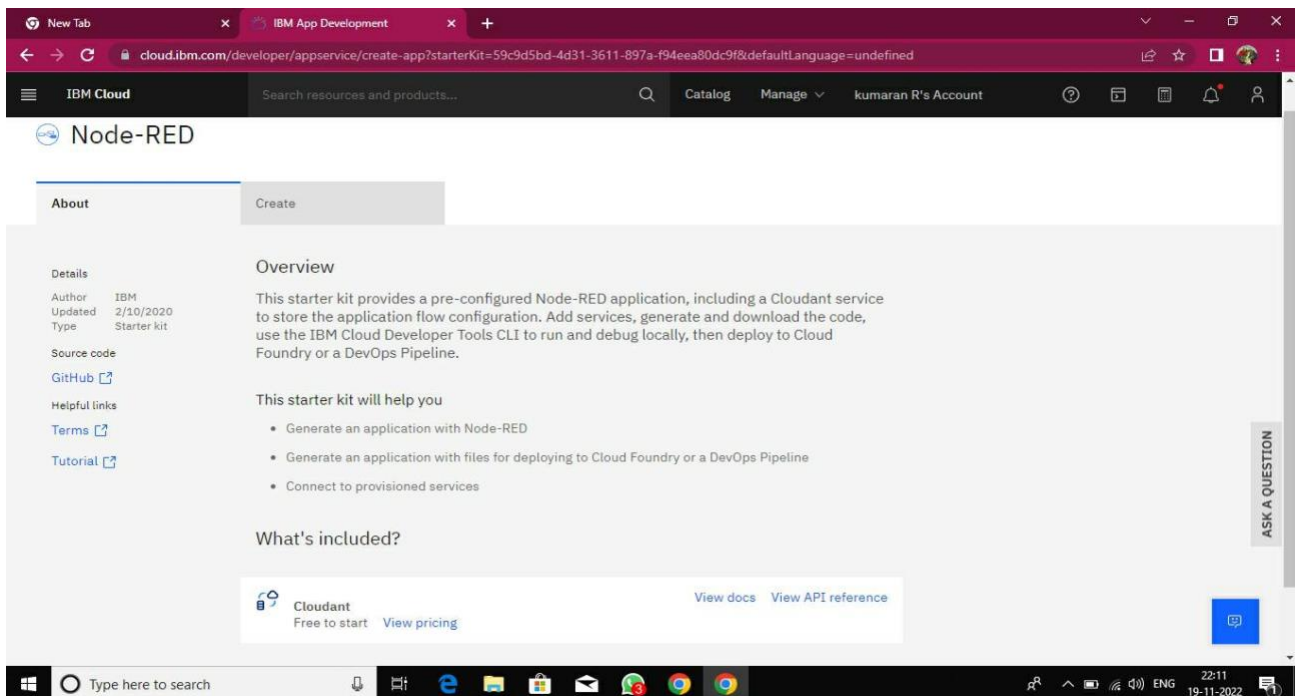 New Tab
IBM App Development
cloud.ibm.com/developer/appservice/create-app?starterKit=59c9d5bd-4d31-3611-897a-f94eea80dc9f&defaultLanguage=undefined
IBM Cloud
Search resources and products...
Catalog
Manage
kumaran R's Account
Node-RED
About
Create
Details
Author IBM
Updated 2/10/2020
Type Starter kit
Source code
GitHub
Helpful links
Terms
Tutorial
Overview
This starter kit provides a pre-configured Node-RED application, including a Cloudant service
to store the application flow configuration. Add services, generate and download the code,
use the IBM Cloud Developer Tools CLI to run and debug locally, then deploy to Cloud
Foundry or a DevOps Pipeline.
This starter kit will help you
• Generate an application with Node-RED
• Generate an application with files for deploying to Cloud Foundry or a DevOps Pipeline
• Connect to provisioned services
What's included?
Cloudant
Free to start View pricing
View docs View API reference
ASK A QUESTION
Type here to search
3
ENG
22:11
19-11-2022
1